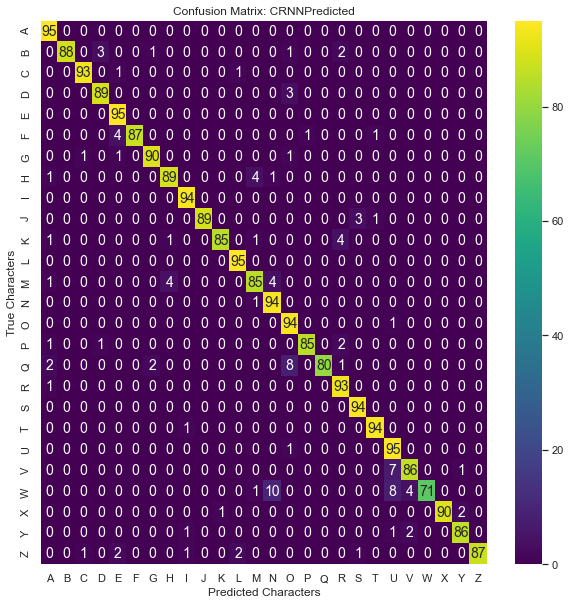 Confusion Matrix: CRNNPredicted
A 95 0 0 0 0 0 0 0 0 0 0 0 0 0 0 0 0 0 0 0 0 0 0 0 0 0
B 0 88 0 3 0 0 1 0 0 0 0 0 0 0 1 0 0 2 0 0 0 0 0 0 0 0
C 0 0 93 0 1 0 0 0 0 0 0 1 0 0 0 0 0 0 0 0 0 0 0 0 0 0
D 0 0 0 89 0 0 0 0 0 0 0 0 0 0 3 0 0 0 0 0 0 0 0 0 0 0
E 0 0 0 0 95 0 0 0 0 0 0 0 0 0 0 0 0 0 0 0 0 0 0 0 0 0
F 0 0 0 0 4 87 0 0 0 0 0 0 0 0 0 1 0 0 0 1 0 0 0 0 0 0
G 0 0 1 0 1 0 90 0 0 0 0 0 0 0 1 0 0 0 0 0 0 0 0 0 0 0
H 1 0 0 0 0 0 0 89 0 0 0 0 4 1 0 0 0 0 0 0 0 0 0 0 0 0
I 0 0 0 0 0 0 0 0 94 0 0 0 0 0 0 0 0 0 0 0 0 0 0 0 0 0
J 0 0 0 0 0 0 0 0 0 89 0 0 0 0 0 0 0 0 3 1 0 0 0 0 0 0
K 1 0 0 0 0 0 0 1 0 0 85 0 1 0 0 0 0 4 0 0 0 0 0 0 0 0
L 0 0 0 0 0 0 0 0 0 0 0 95 0 0 0 0 0 0 0 0 0 0 0 0 0 0
M 1 0 0 0 0 0 0 4 0 0 0 0 85 4 0 0 0 0 0 0 0 0 0 0 0 0
N 0 0 0 0 0 0 0 0 0 0 0 0 1 94 0 0 0 0 0 0 0 0 0 0 0 0
O 0 0 0 0 0 0 0 0 0 0 0 0 0 0 94 0 0 0 0 0 1 0 0 0 0 0
P 1 0 0 1 0 0 0 0 0 0 0 0 0 0 0 85 0 2 0 0 0 0 0 0 0 0
Q 2 0 0 0 0 0 2 0 0 0 0 0 0 0 8 0 80 1 0 0 0 0 0 0 0 0
R 1 0 0 0 0 0 0 0 0 0 0 0 0 0 0 0 0 93 0 0 0 0 0 0 0 0
S 0 0 0 0 0 0 0 0 0 0 0 0 0 0 0 0 0 0 94 0 0 0 0 0 0 0
T 0 0 0 0 0 0 0 0 1 0 0 0 0 0 0 0 0 0 0 94 0 0 0 0 0 0
U 0 0 0 0 0 0 0 0 0 0 0 0 0 0 1 0 0 0 0 0 95 0 0 0 0 0
V 0 0 0 0 0 0 0 0 0 0 0 0 0 0 0 0 0 0 0 0 7 86 0 0 1 0
W 0 0 0 0 0 0 0 0 0 0 0 0 1 10 0 0 0 0 0 0 8 4 71 0 0 0
X 0 0 0 0 0 0 0 0 0 0 1 0 0 0 0 0 0 0 0 0 0 0 0 90 2 0
Y 0 0 0 0 0 0 0 0 1 0 0 0 0 0 0 0 0 0 0 0 1 2 0 0 86 0
Z 0 0 1 0 2 0 0 0 1 0 0 2 0 0 0 0 0 0 1 0 0 0 0 0 0 87
A B C D E F G H I J K L M N O P Q R S T U V W X Y Z
Predicted Characters
True Characters
80
60
40
20
0